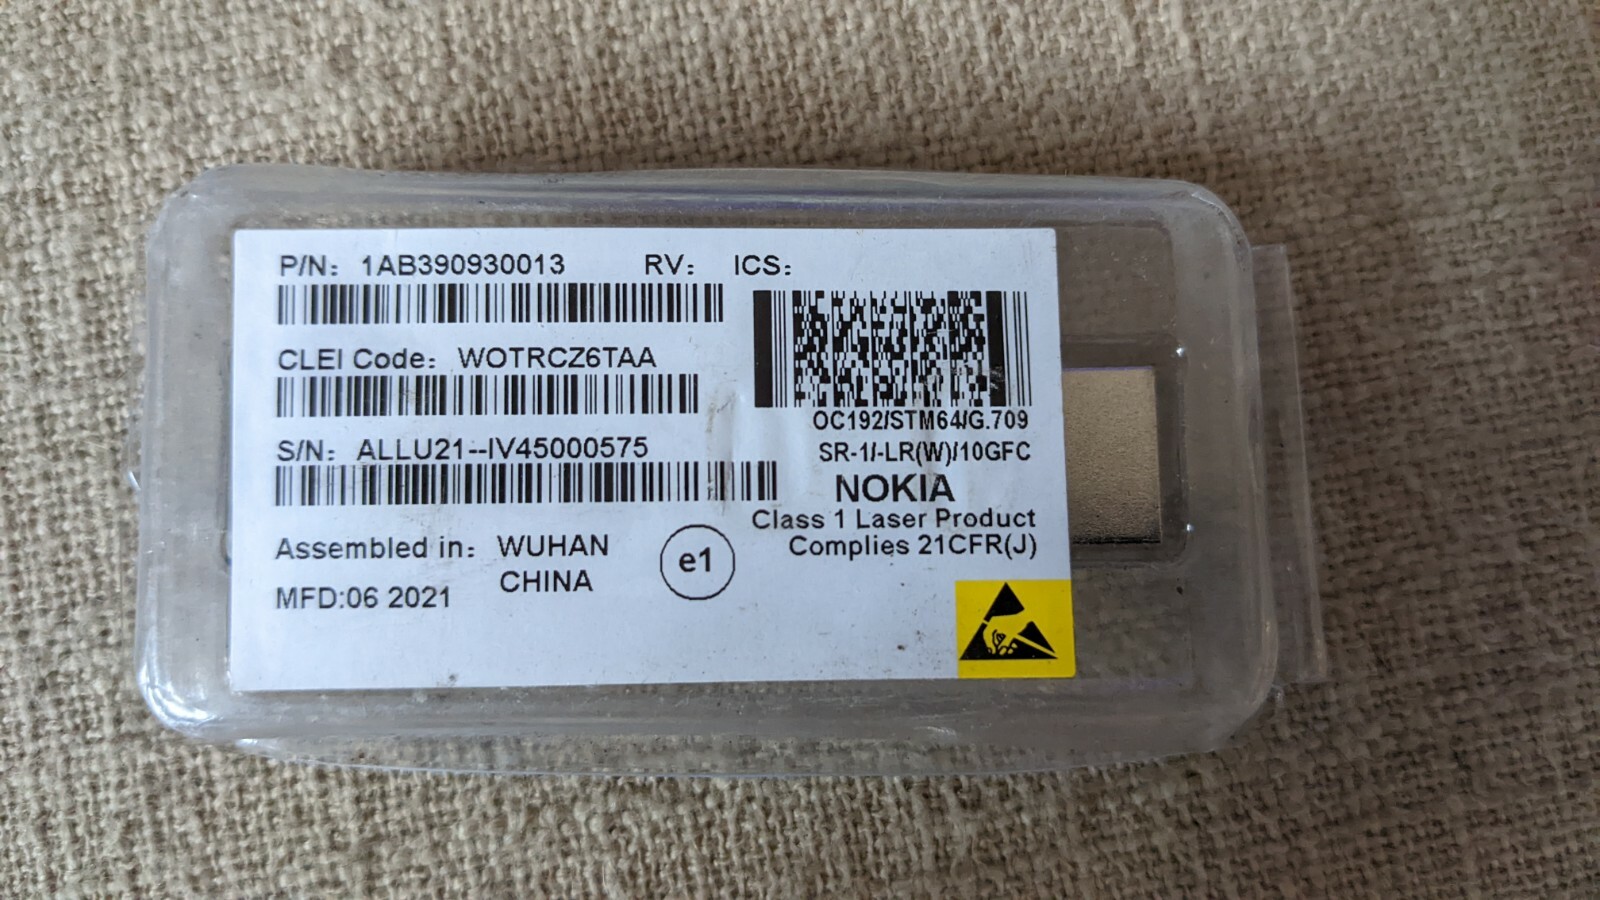 P/N: 1AB390930013 RV: ICS:
CLEI Code: WOTRCZ6TAA
S/N: ALLU21--IV45000575
OC192/STM64/G.709
SR-1/-LR(W)/10GFC
NOKIA
Class 1 Laser Product
Complies 21CFR(J)
Assembled in: WUHAN
CHINA
e1
MFD:06 2021